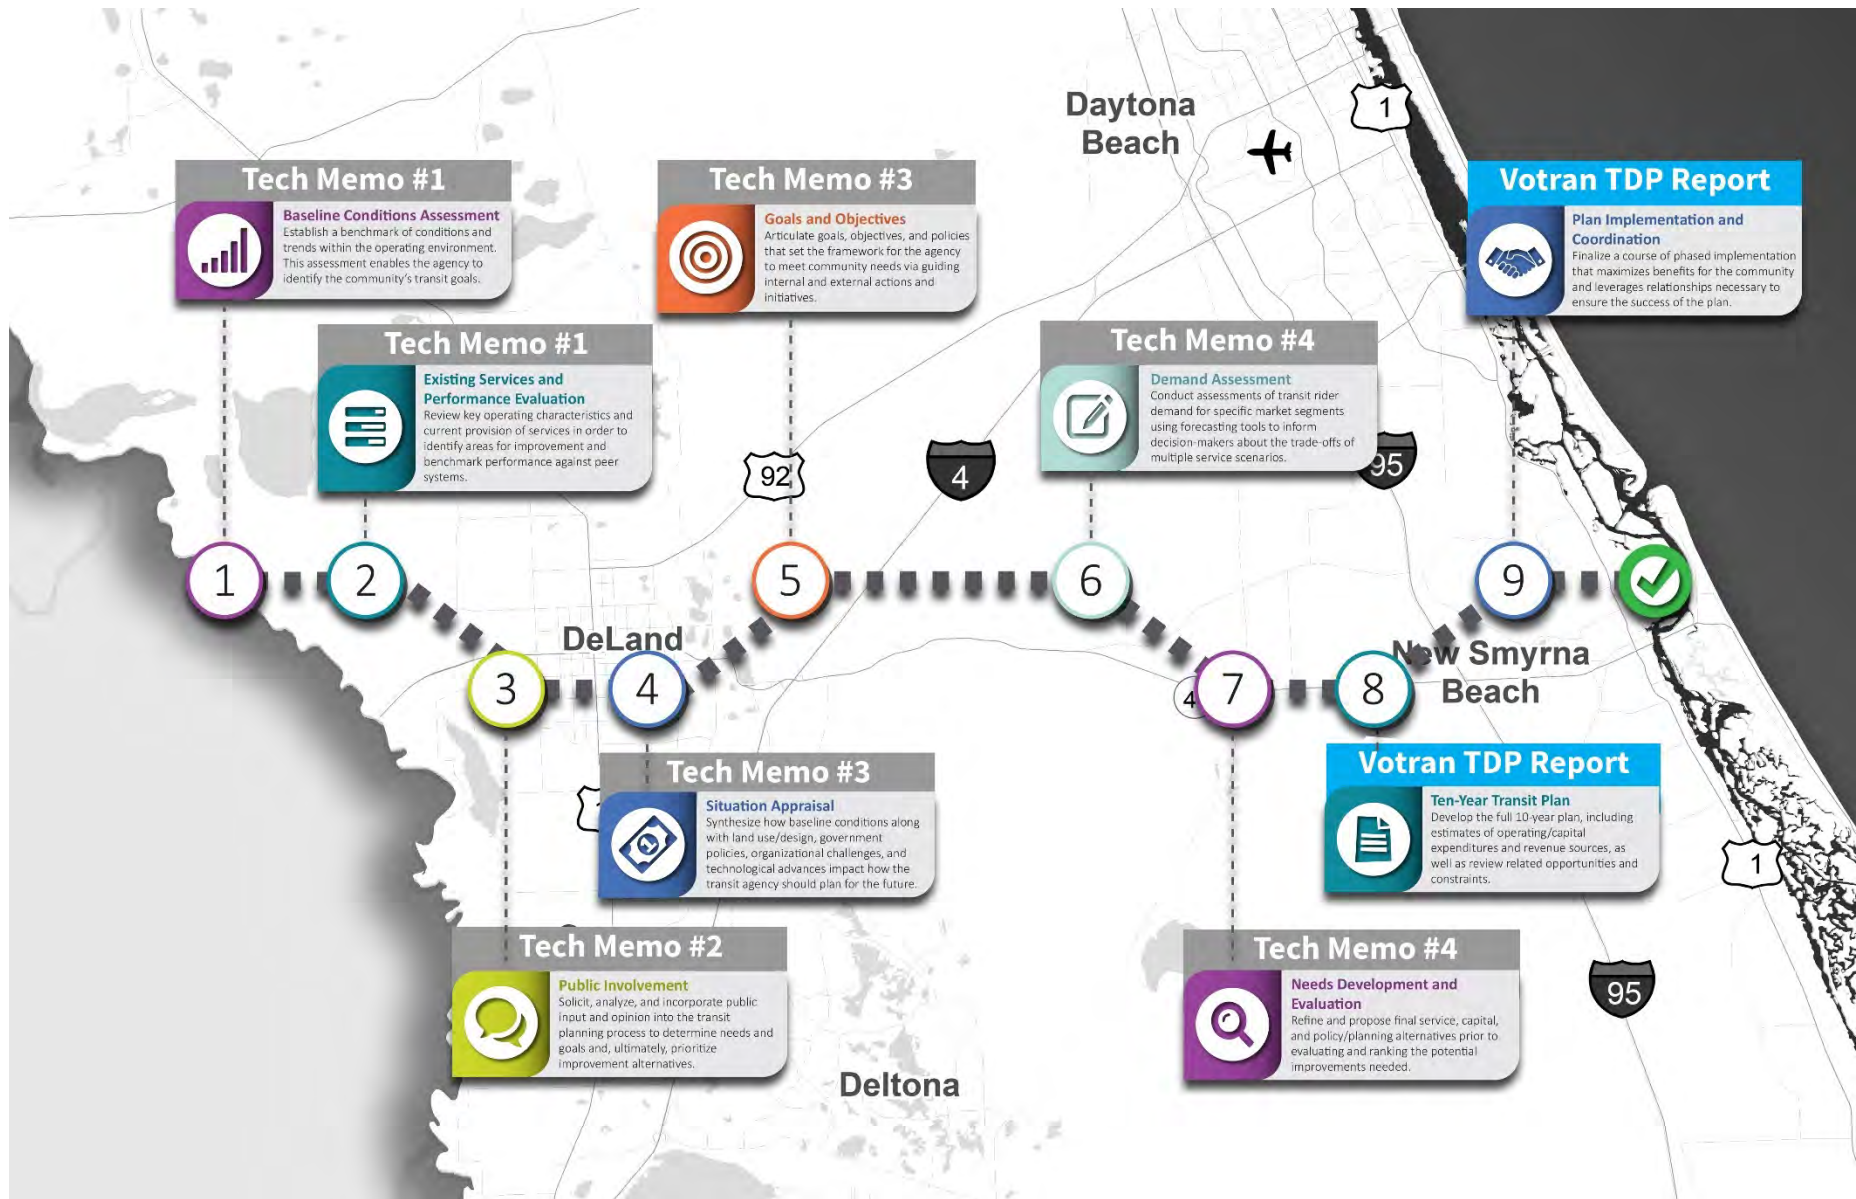 Daytona
Beach
1
Tech Memo #1
Baseline Conditions Assessment
Establish a benchmark of conditions and
trends within the operating environment.
This assessment enables the agency to
identify the community's transit goals.
Tech Memo #3
Goals and Objectives
Articulate goals, objectives, and policies
that set the framework for the agency
to meet community needs via guiding
internal and external actions and
initiatives.
Votran TDP Report
Plan Implementation and
Coordination
Finalize a course of phased implementation
that maximizes benefits for the community
and leverages relationships necessary to
ensure the success of the plan.
Tech Memo #1
Existing Services and
Performance Evaluation
Review key operating characteristics and
current provision of services in order to
identify areas for improvement and
benchmark performance against peer
systems.
Tech Memo #4
Demand Assessment
Conduct assessments of transit rider
demand for specific market segments
using forecasting tools to inform
decision-makers about the trade-offs of
multiple service scenarios.
92
4
95
1
2
5
6
9
DeLand
3
4
4
7
8
New Smyrna
Beach
Tech Memo #3
Situation Appraisal
Synthesize how baseline conditions along
with land use/design, government
policies, organizational challenges, and
technological advances impact how the
transit agency should plan for the future.
1
Votran TDP Report
Ten-Year Transit Plan
Develop the full 10-year plan, including
estimates of operating/capital
expenditures and revenue sources, as
well as review related opportunities and
constraints.
1
Tech Memo #2
Public Involvement
Solicit, analyze, and incorporate public
input and opinion into the transit
planning process to determine needs and
goals and, ultimately, prioritize
improvement alternatives.
Tech Memo #4
Needs Development and
Evaluation
Refine and propose final service, capital,
and policy/planning alternatives prior to
evaluating and ranking the potential
improvements needed.
95
Deltona